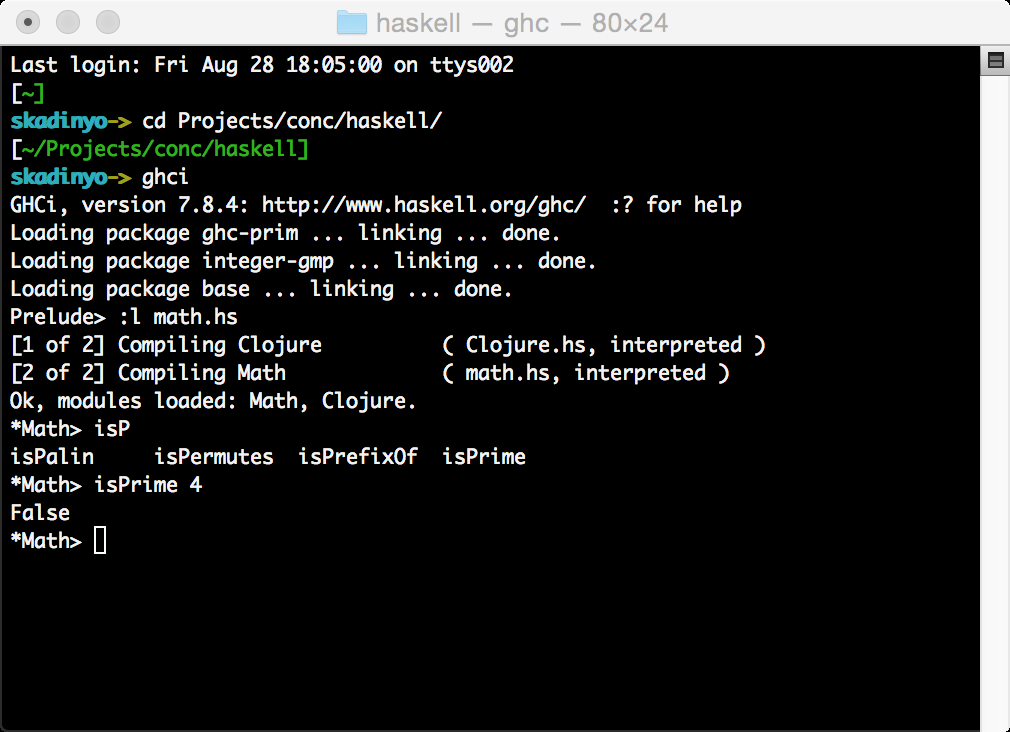 haskell — ghc — 80×24
Last login: Fri Aug 28 18:05:00 on ttys002
[~]
skadinyo-> cd Projects/conc/haskell/
[~/Projects/conc/haskell]
skadinyo-> ghci
GHCi, version 7.8.4: http://www.haskell.org/ghc/  :? for help
Loading package ghc-prim ... linking ... done.
Loading package integer-gmp ... linking ... done.
Loading package base ... linking ... done.
Prelude> :l math.hs
[1 of 2] Compiling Clojure          ( Clojure.hs, interpreted )
[2 of 2] Compiling Math             ( math.hs, interpreted )
Ok, modules loaded: Math, Clojure.
*Math> isP
isPalin     isPermutes  isPrefixOf  isPrime
*Math> isPrime 4
False
*Math>